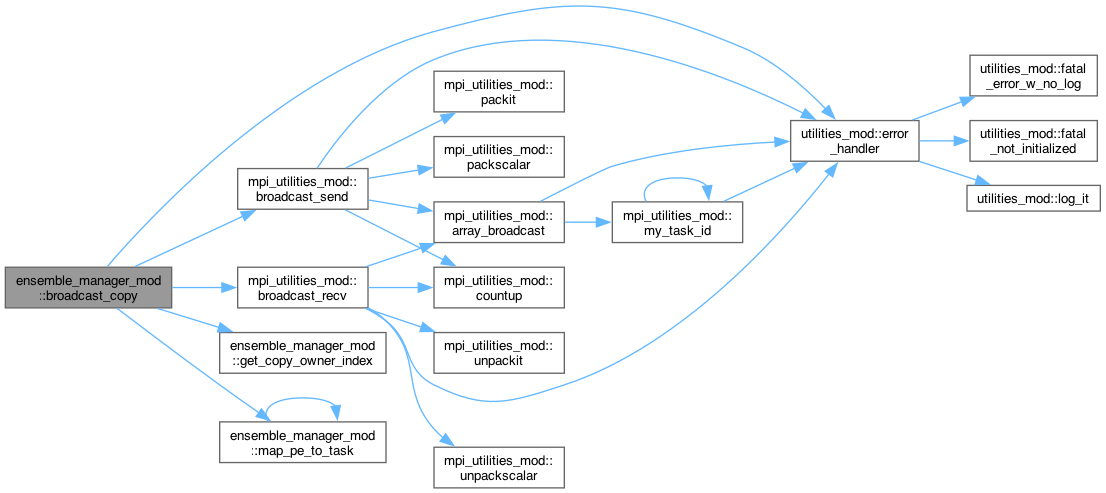 ensemble_manager_mod
::broadcast_copy
mpi_utilities_mod::
broadcast_send
mpi_utilities_mod::
broadcast_recv
ensemble_manager_mod
::get_copy_owner_index
ensemble_manager_mod
::map_pe_to_task
mpi_utilities_mod::
packit
mpi_utilities_mod::
packscalar
mpi_utilities_mod::
array_broadcast
mpi_utilities_mod::
countup
mpi_utilities_mod::
unpackit
mpi_utilities_mod::
unpackscalar
mpi_utilities_mod::
my_task_id
utilities_mod::error
_handler
utilities_mod::fatal
_error_w_no_log
utilities_mod::fatal
_not_initialized
utilities_mod::log_it